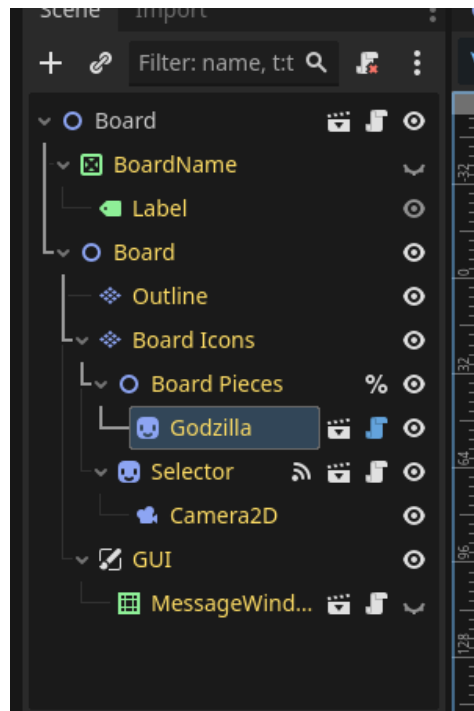 Scene Import
Filter: name, t:t
Board
BoardName
Label
Board
Outline
Board Icons
Board Pieces %
Godzilla
Selector
Camera2D
GUI
MessageWind...
-32
0
32
64
96
128